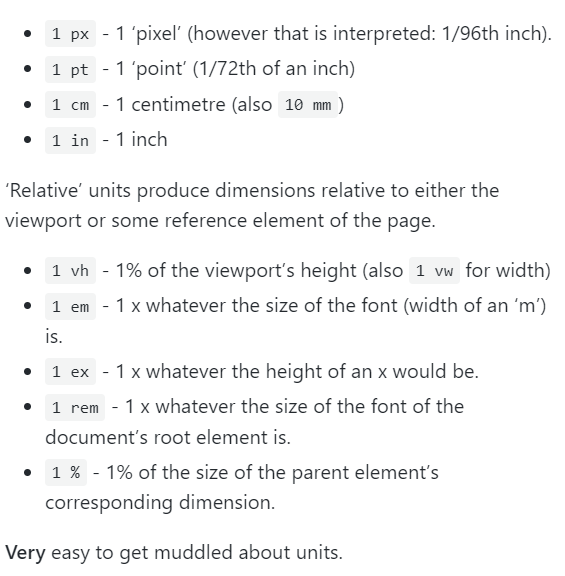 • 1 px - 1 ‘pixel’ (however that is interpreted: 1/96th inch).
• 1 pt - 1 ‘point’ (1/72th of an inch)
• 1 cm - 1 centimetre (also 10 mm )
• 1 in - 1 inch
‘Relative’ units produce dimensions relative to either the
viewport or some reference element of the page.
• 1 vh - 1% of the viewport’s height (also 1 vw for width)
• 1 em - 1 x whatever the size of the font (width of an ‘m’)
is.
• 1 ex - 1 x whatever the height of an x would be.
• 1 rem - 1 x whatever the size of the font of the
document’s root element is.
• 1 % - 1% of the size of the parent element’s
corresponding dimension.
Very easy to get muddled about units.